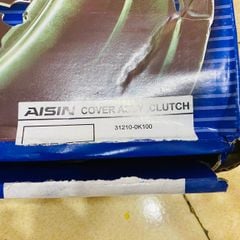 AISIN COVER ASSY, CLUTCH
31210-0K100